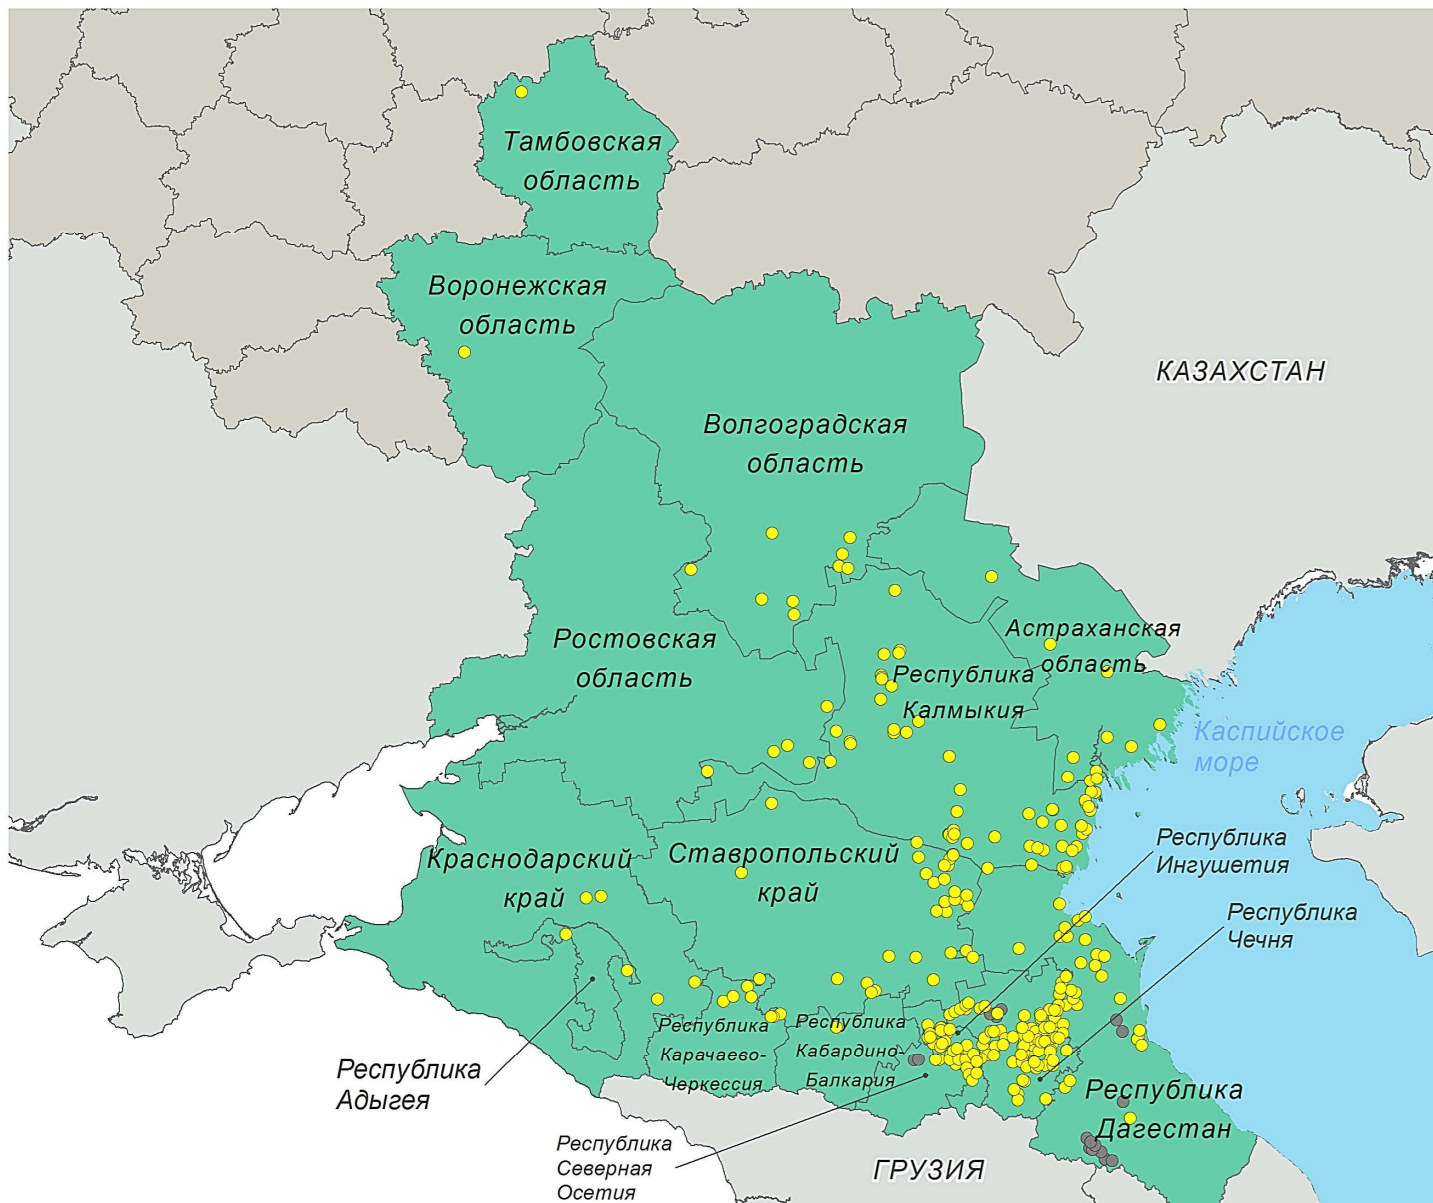 Тамбовская
область
Воронежская
область
КАЗАХСТАН
Волгоградская
область
Ростовская
область
Астраханская
область
Республика
Калмыкия
Каспийское
море
Краснодарский
край
Ставропольский
край
Республика
Ингушетия
Республика
Чечня
Республика
Карачаево-
Черкессия
Республика
Кабардино-
Балкария
Республика
Адыгея
Республика
Дагестан
Республика
Северная
Осетия
ГРУЗИЯ